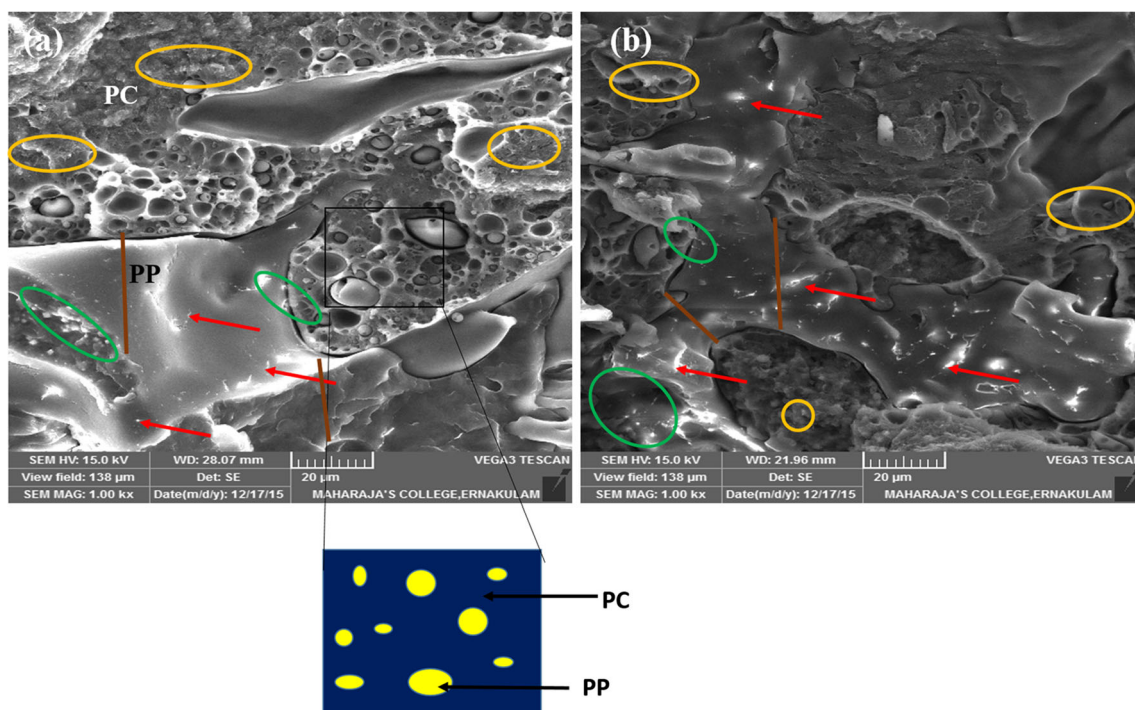 (a)
PC
PP
SEM HV: 15.0 kV
WD: 28.07 mm
VEGA3 TESCAN
View field: 138 µm
Det: SE
20 µm
SEM MAG: 1.00 kx
Date(m/d/y): 12/17/15
MAHARAJA'S COLLEGE,ERNAKULAM
(b)
SEM HV: 15.0 kV
WD: 21.96 mm
VEGA3 TESCAN
View field: 138 µm
Det: SE
20 µm
SEM MAG: 1.00 kx
Date(m/d/y): 12/17/15
MAHARAJA'S COLLEGE,ERNAKULAM
PC
PP